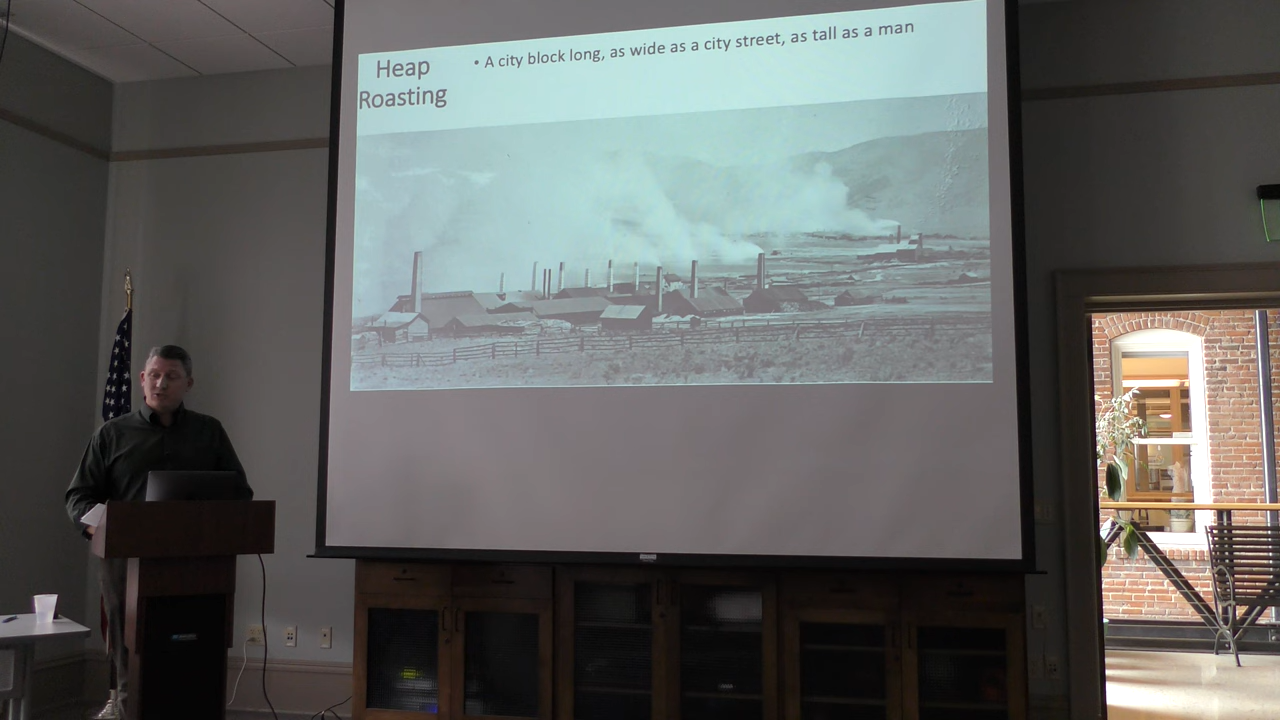 Heap
Roasting
• A city block long, as wide as a city street, as tall as a man